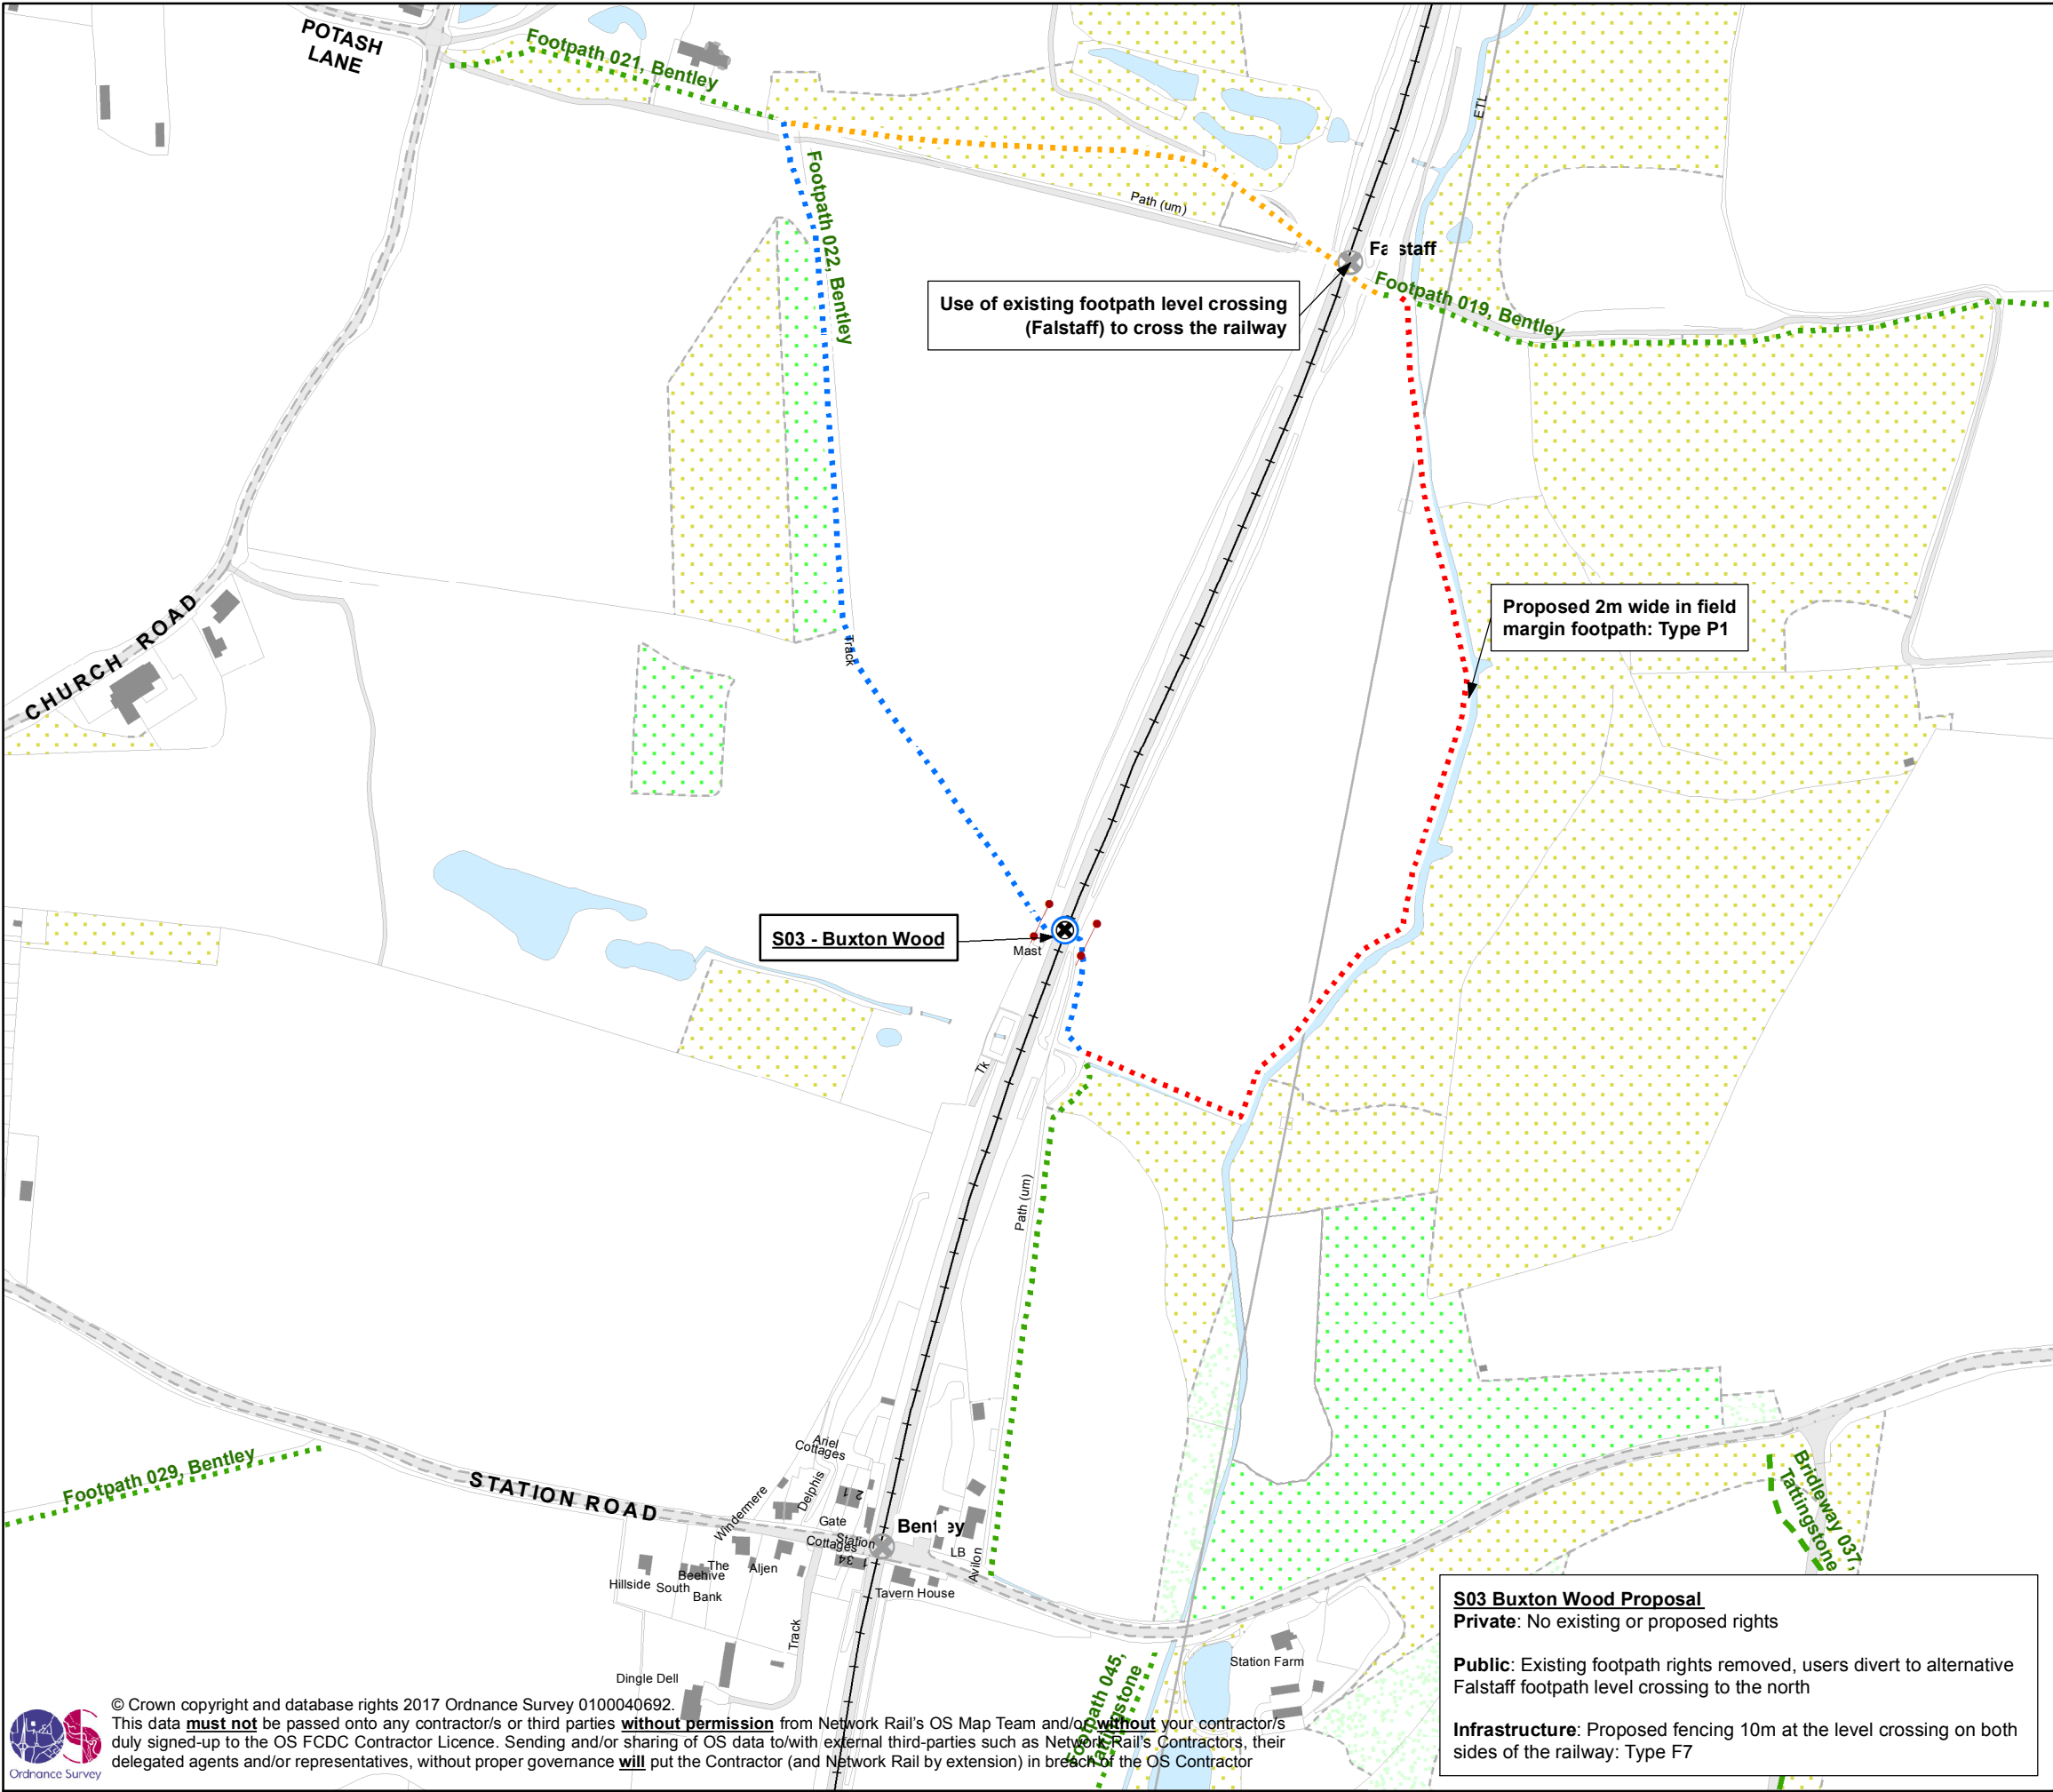 POTASH
LANE
Footpath 021, Bentley
ETL
Footpath 022, Bentley
Path (um)
Falstaff
Footpath 019, Bentley
Use of existing footpath level crossing
(Falstaff) to cross the railway
Proposed 2m wide in field
margin footpath: Type P1
CHURCH ROAD
Track
S03 - Buxton Wood
Mast
Tk
Path (um)
Footpath 029, Bentley
STATION ROAD
Ariel
Cottages
Delphis
Windermere
2 1
Gate
Station
Cottages
34
1
Bentley
LB
Avilon
The
Beehive
Aljen
Hillside
South
Bank
Tavern House
Track
Dingle Dell
Station Farm
Footpath 045,
Tattingstone
Bridleway 037,
Tattingstone
S03 Buxton Wood Proposal
Private: No existing or proposed rights
Public: Existing footpath rights removed, users divert to alternative
Falstaff footpath level crossing to the north
Infrastructure: Proposed fencing 10m at the level crossing on both
sides of the railway: Type F7
Ordnance Survey
© Crown copyright and database rights 2017 Ordnance Survey 0100040692.
This data must not be passed onto any contractor/s or third parties without permission from Network Rail's OS Map Team and/or without your contractor/s
duly signed-up to the OS FCDC Contractor Licence. Sending and/or sharing of OS data to/with external third-parties such as Network Rail's Contractors, their
delegated agents and/or representatives, without proper governance will put the Contractor (and Network Rail by extension) in breach of the OS Contractor